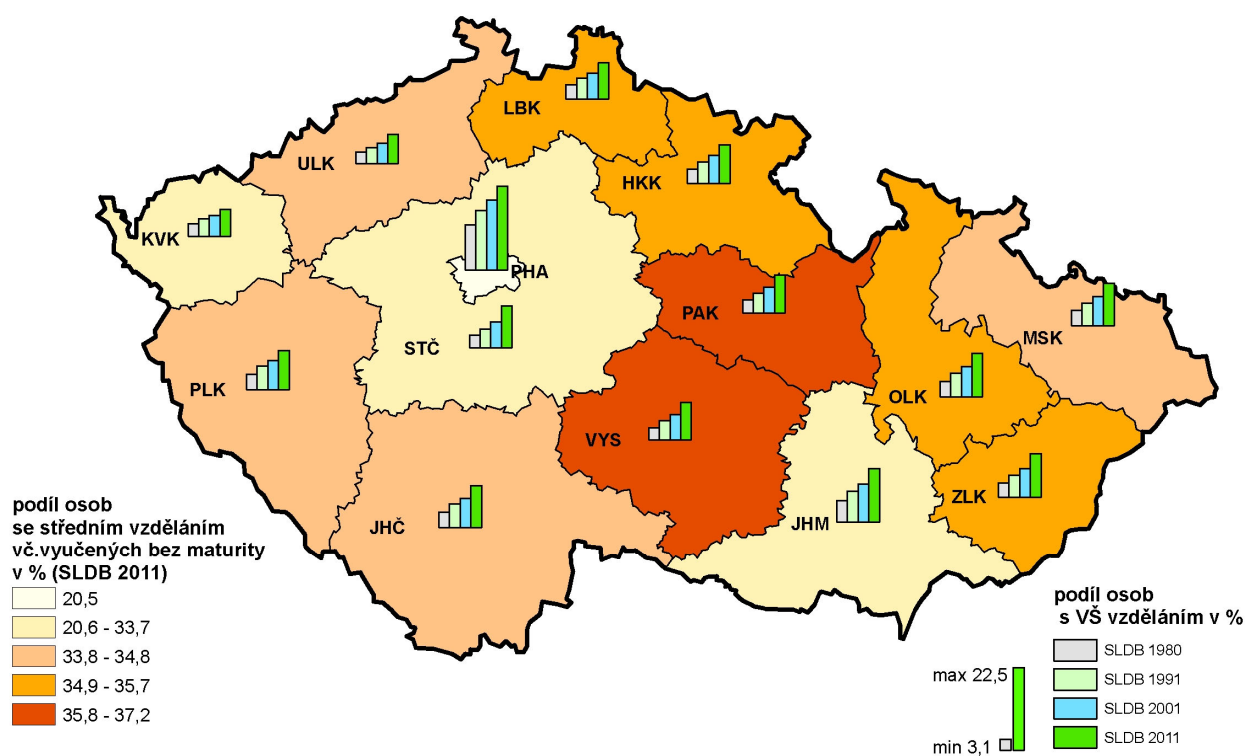 LBK
ULK
HKK
KVK
PHA
PAK
STČ
MSK
PLK
OLK
VYS
ZLK
JHČ
JHM
podíl osob
se středním vzděláním
vč.vyučených bez maturity
v % (SLDB 2011)
20,5
20,6 - 33,7
33,8 - 34,8
34,9 - 35,7
35,8 - 37,2
max 22,5
min 3,1
podíl osob
s VŠ vzděláním v %
SLDB 1980
SLDB 1991
SLDB 2001
SLDB 2011